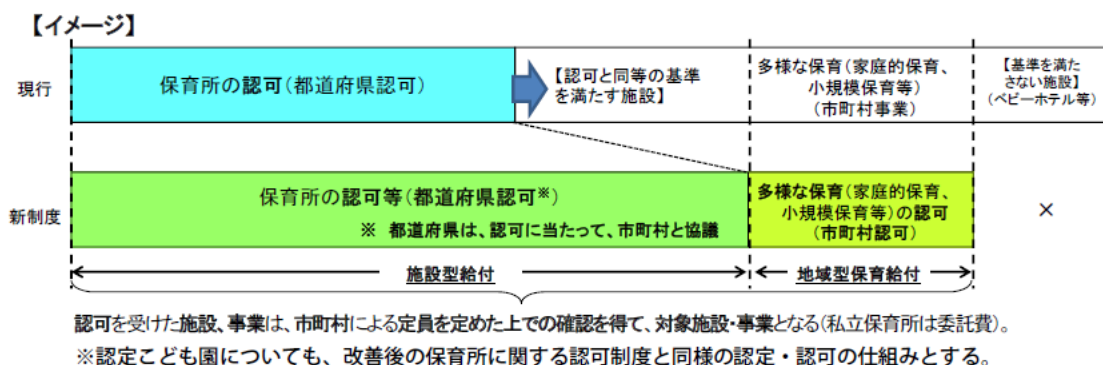 【イメージ】
現行
保育所の認可(都道府県認可)
【認可と同等の基準
を満たす施設】
多様な保育(家庭的保育、
小規模保育等)
(市町村事業)
【基準を満た
さない施設】
(ベビーホテル等)
新制度
保育所の認可等(都道府県認可※)
※ 都道府県は、認可に当たって、市町村と協議
多様な保育(家庭的保育、
小規模保育等)の認可
(市町村認可)
×
施設型給付
地域型保育給付
認可を受けた施設、事業は、市町村による定員を定めた上での確認を得て、対象施設・事業となる(私立保育所は委託費)。
※認定こども園についても、改善後の保育所に関する認可制度と同様の認定・認可の仕組みとする。